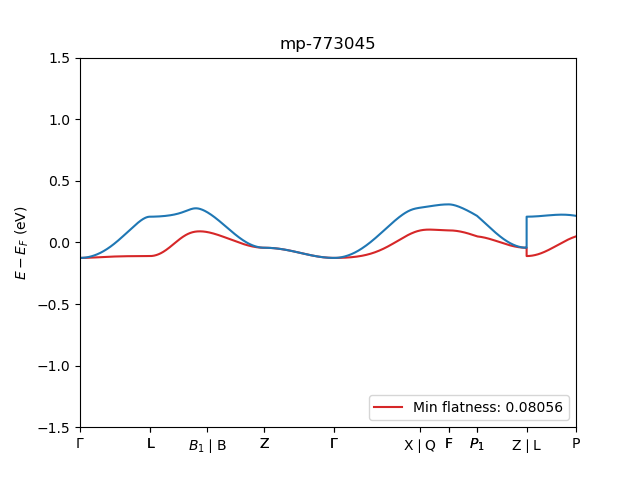 mp-773045
E − E_F (eV)
1.5
1.0
0.5
0.0
−0.5
−1.0
−1.5
Min flatness: 0.08056
Γ L B₁ | B Z Γ X | Q F P₁ Z | L P